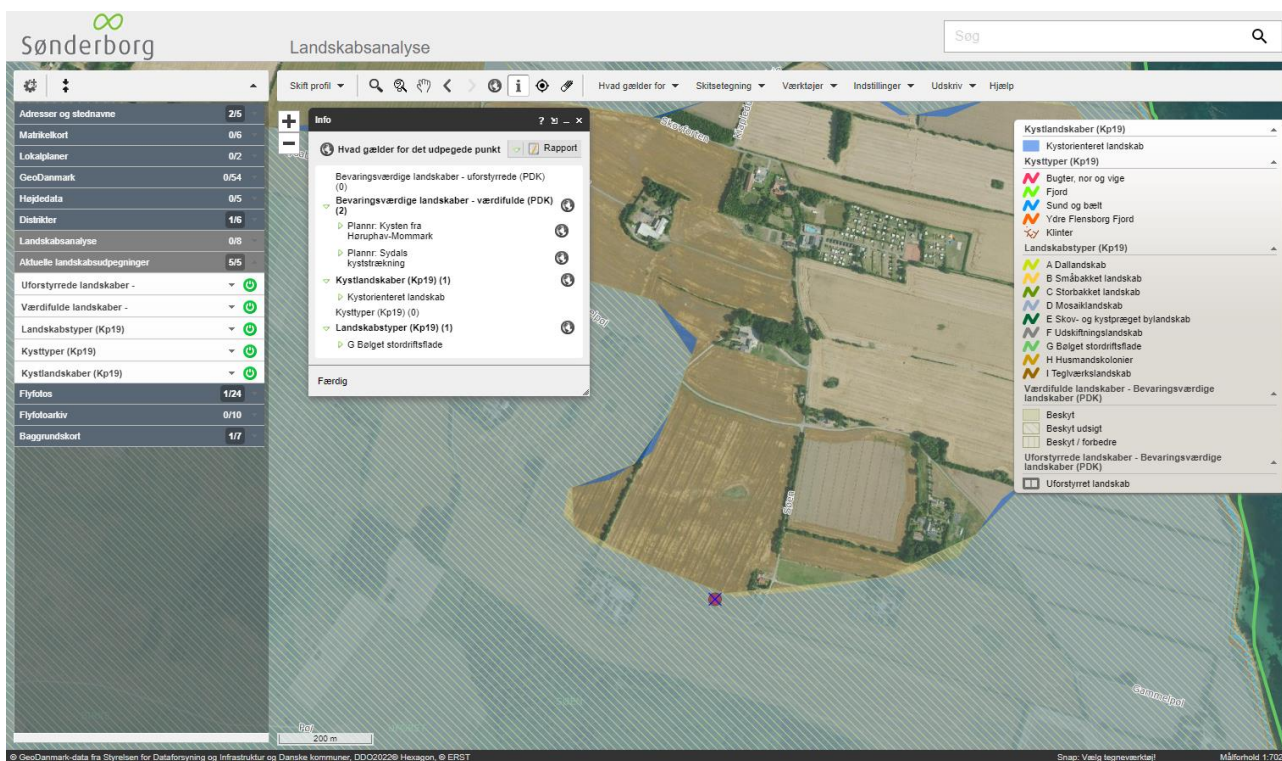 Sønderborg
Landskabsanalyse
Søg
Skift profil
Hvad gælder for
Skitsetegning
Værktøjer
Indstillinger
Udskriv
Hjælp
Adresser og stednavne 2/5
Matrikelkort 0/6
Lokalplaner 0/2
GeoDanmark 0/54
Højdedata 0/5
Distrikter 1/6
Landskabsanalyse 0/8
Aktuelle landskabsudpegninger 5/5
Uforstyrrede landskaber -
Værdifulde landskaber -
Landskabstyper (Kp19)
Kysttyper (Kp19)
Kystlandskaber (Kp19)
Flyfotos 1/24
Flyfotoarkiv 0/10
Baggrundskort 1/7
Info
Hvad gælder for det udpegede punkt
Rapport
Bevaringsværdige landskaber - uforstyrrede (PDK)
(0)
Bevaringsværdige landskaber - værdifulde (PDK)
(2)
Plannr: Kysten fra
Høruphav-Mommark
Plannr: Sydals
kyststrækning
Kystlandskaber (Kp19) (1)
Kystorienteret landskab
Kysttyper (Kp19) (0)
Landskabstyper (Kp19) (1)
G Bølget stordriftsflade
Færdig
Skovforten
Gammelpøl
Pøl
200 m
Kystlandskaber (Kp19)
Kystorienteret landskab
Kysttyper (Kp19)
Bugter, nor og vige
Fjord
Sund og bælt
Ydre Flensborg Fjord
Klinter
Landskabstyper (Kp19)
A Dallandskab
B Småbakket landskab
C Storbakket landskab
D Mosaiklandskab
E Skov- og kystpræget bylandskab
F Udskiftningslandskab
G Bølget stordriftsflade
H Husmandskolonier
I Teglværkslandskab
Værdifulde landskaber - Bevaringsværdige
landskaber (PDK)
Beskyt
Beskyt udsigt
Beskyt / forbedre
Uforstyrrede landskaber - Bevaringsværdige
landskaber (PDK)
Uforstyrret landskab
© GeoDanmark-data fra Styrelsen for Dataforsyning og Infrastruktur og Danske kommuner, DDO2022® Hexagon, © ERST
Snap: Vælg tegneværktøj!
Målforhold 1:702